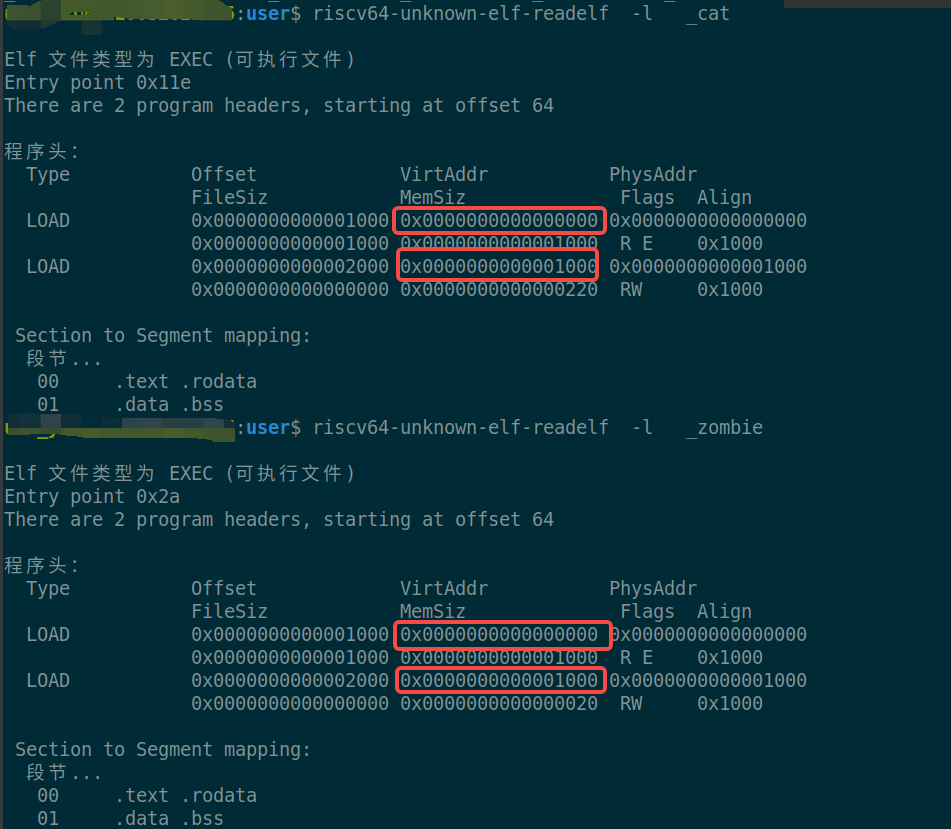 :user$ riscv64-unknown-elf-readelf -l _cat
Elf 文件类型为 EXEC (可执行文件)
Entry point 0x11e
There are 2 program headers, starting at offset 64
程序头:
Type Offset VirtAddr PhysAddr
FileSiz MemSiz Flags Align
LOAD 0x0000000000001000 0x0000000000000000 0x0000000000000000
0x0000000000001000 0x0000000000001000 R E 0x1000
LOAD 0x0000000000002000 0x0000000000001000 0x0000000000001000
0x0000000000000000 0x0000000000000220 RW 0x1000
Section to Segment mapping:
段节...
00 .text .rodata
01 .data .bss
:user$ riscv64-unknown-elf-readelf -l _zombie
Elf 文件类型为 EXEC (可执行文件)
Entry point 0x2a
There are 2 program headers, starting at offset 64
程序头:
Type Offset VirtAddr PhysAddr
FileSiz MemSiz Flags Align
LOAD 0x0000000000001000 0x0000000000000000 0x0000000000000000
0x0000000000001000 0x0000000000001000 R E 0x1000
LOAD 0x0000000000002000 0x0000000000001000 0x0000000000001000
0x0000000000000000 0x0000000000000020 RW 0x1000
Section to Segment mapping:
段节...
00 .text .rodata
01 .data .bss